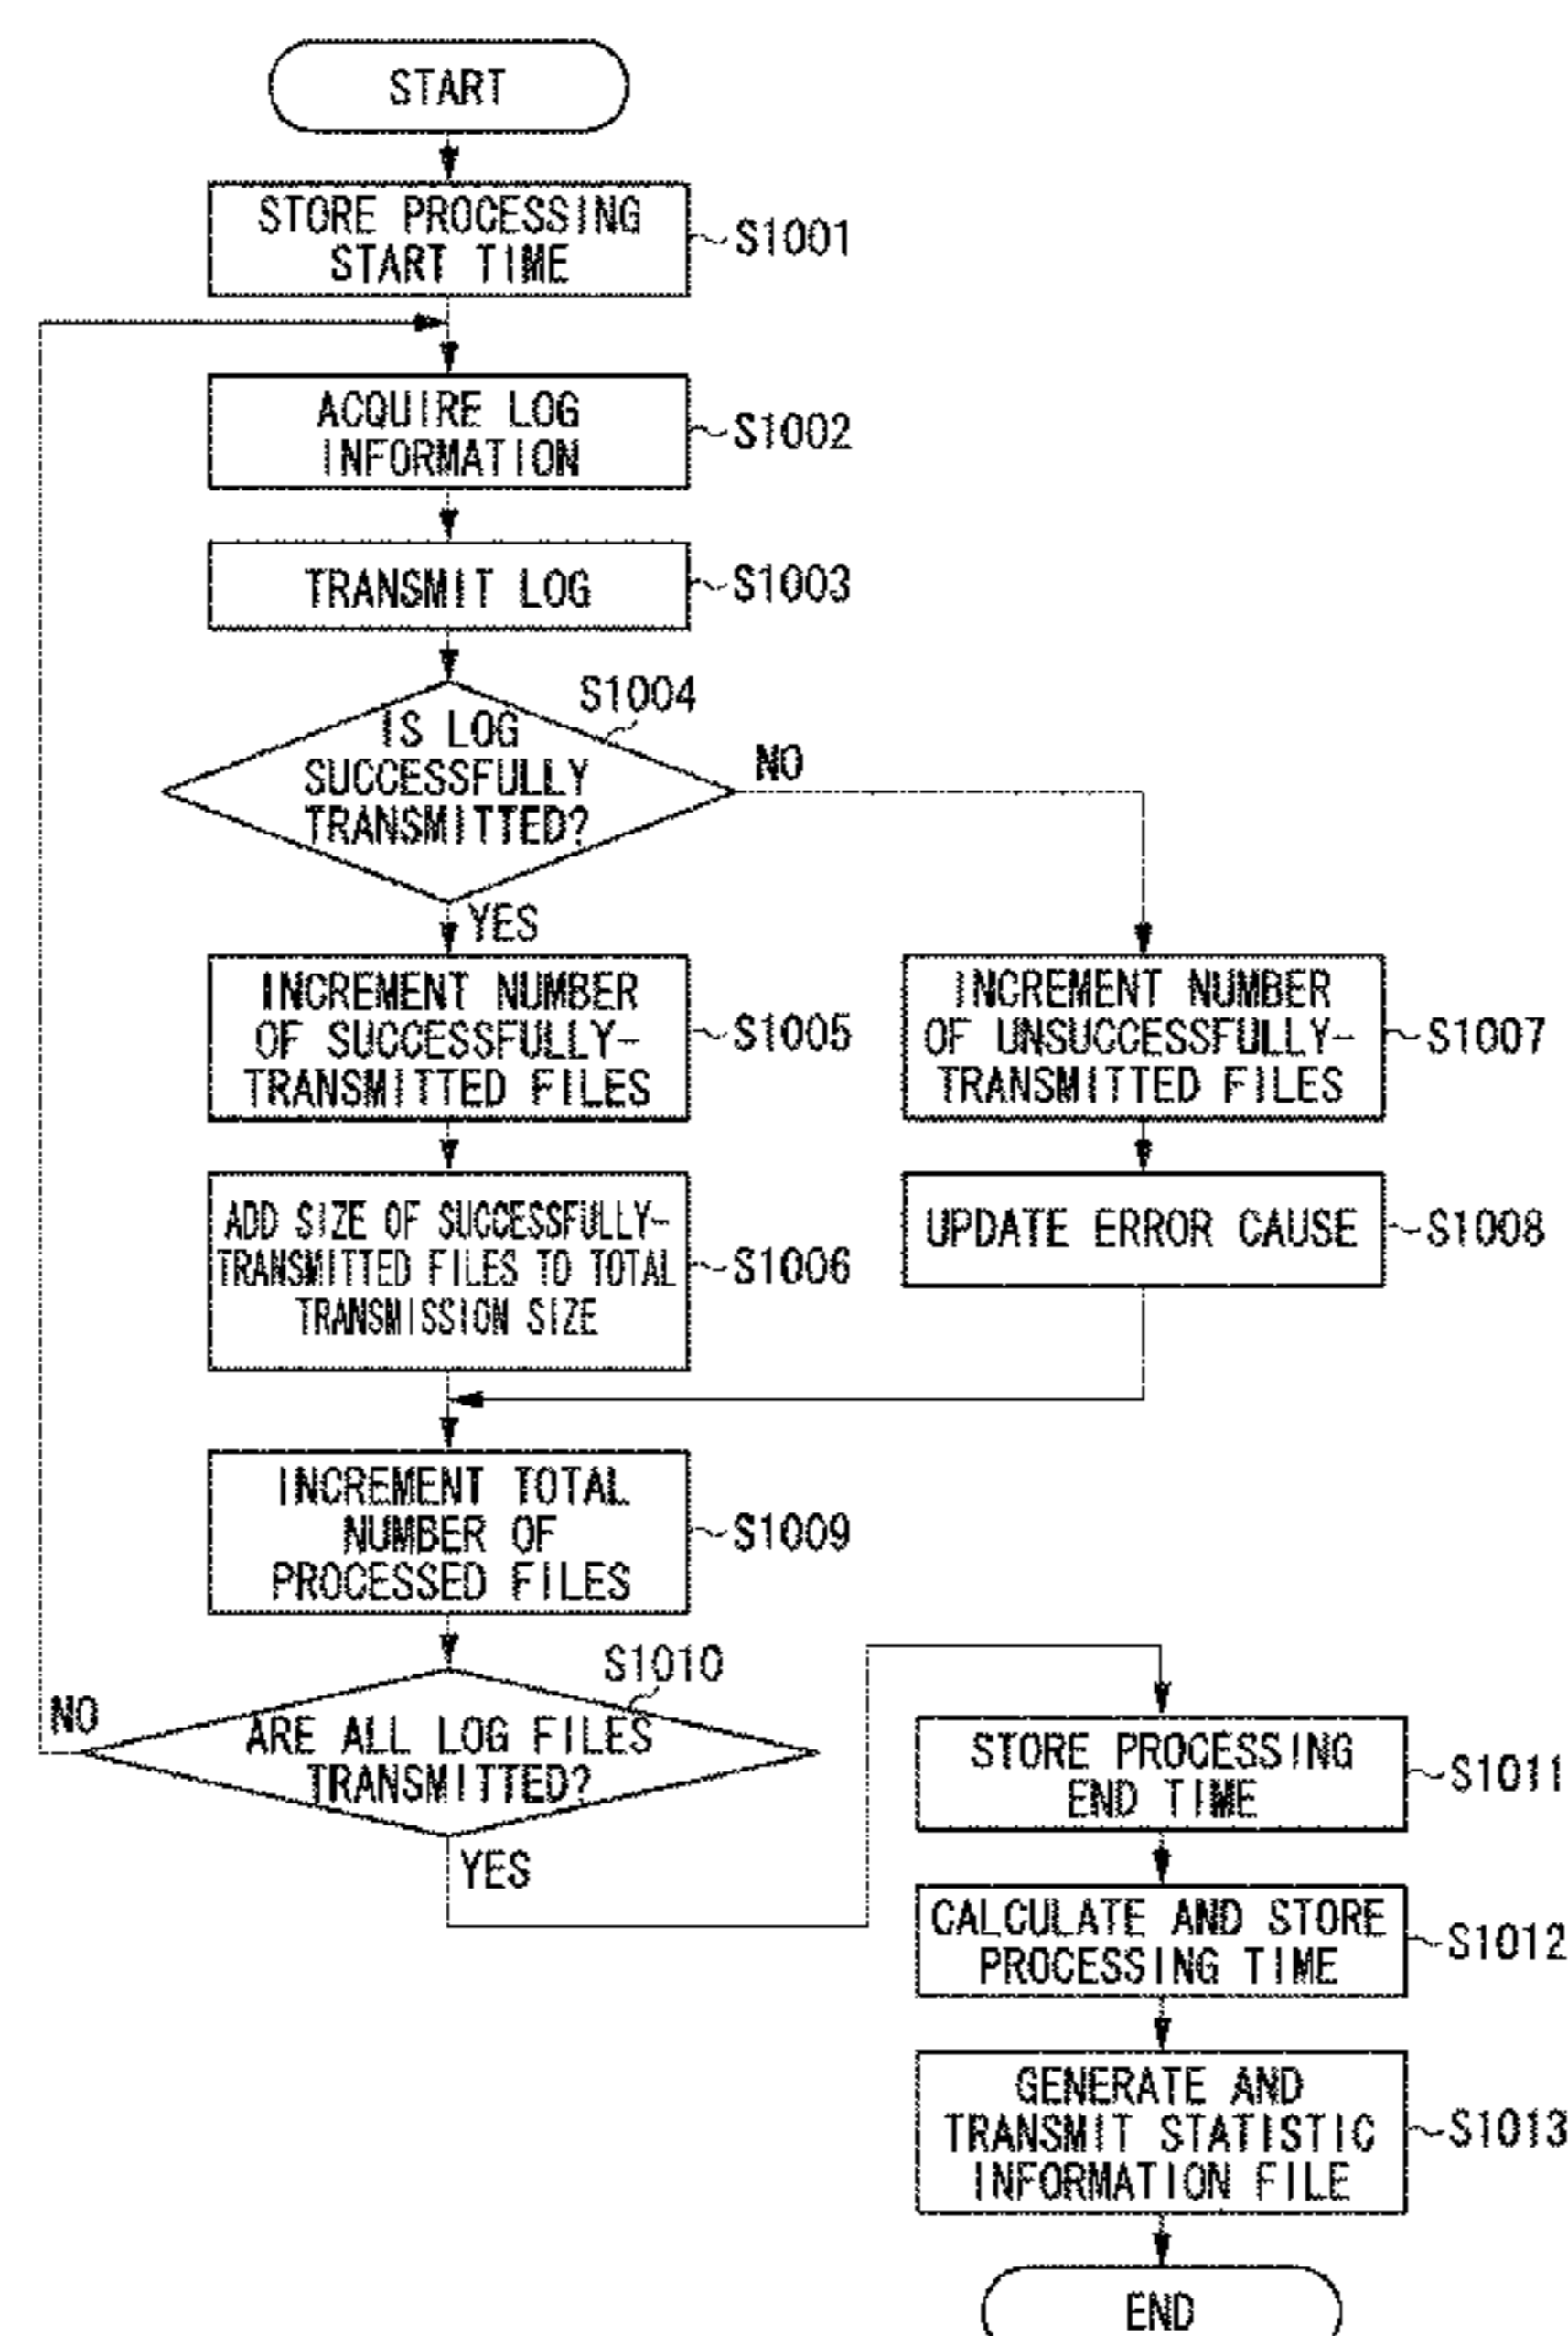 START
STORE PROCESSING
START TIME
S1001
ACQUIRE LOG
INFORMATION
S1002
TRANSMIT LOG
S1003
S1004
IS LOG
SUCCESSFULLY
TRANSMITTED?
NO
YES
INCREMENT NUMBER
OF SUCCESSFULLY-
TRANSMITTED FILES
S1005
INCREMENT NUMBER
OF UNSUCCESSFULLY-
TRANSMITTED FILES
S1007
ADD SIZE OF SUCCESSFULLY-
TRANSMITTED FILES TO TOTAL
TRANSMISSION SIZE
S1006
UPDATE ERROR CAUSE
S1008
INCREMENT TOTAL
NUMBER OF
PROCESSED FILES
S1009
S1010
ARE ALL LOG FILES
TRANSMITTED?
NO
YES
STORE PROCESSING
END TIME
S1011
CALCULATE AND STORE
PROCESSING TIME
S1012
GENERATE AND
TRANSMIT STATISTIC
INFORMATION FILE
S1013
END